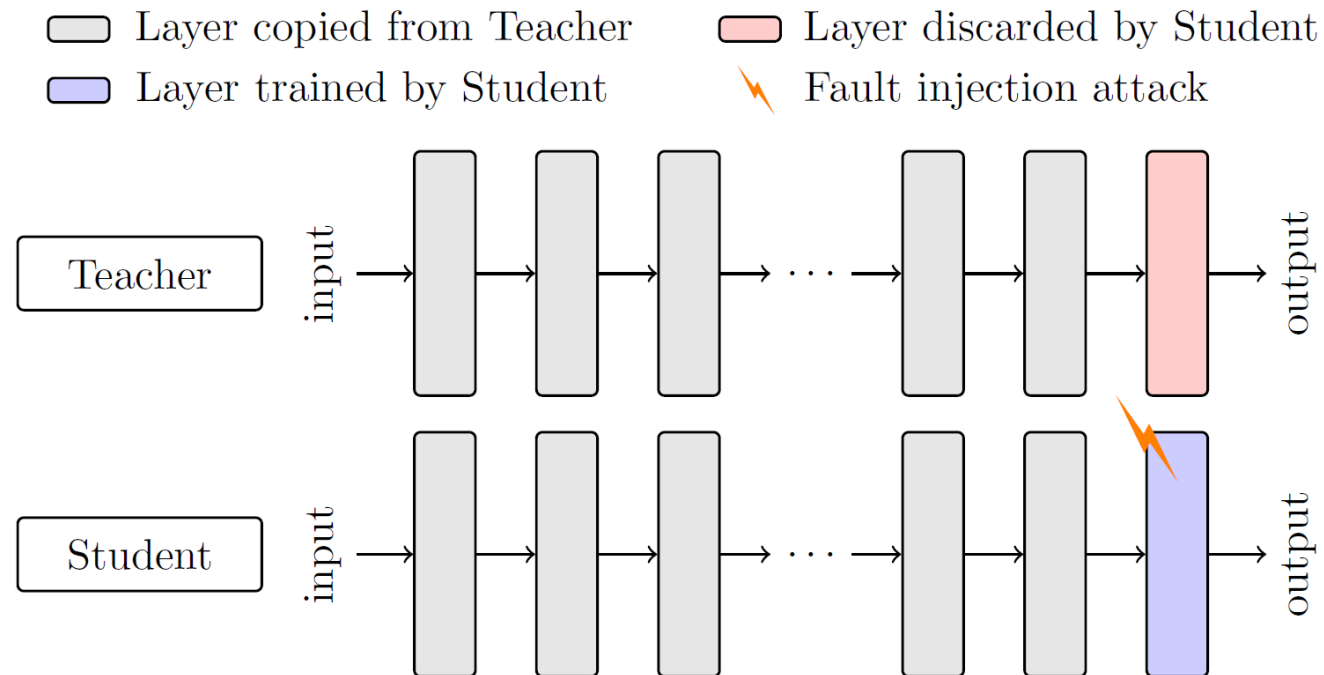 Layer copied from Teacher
Layer discarded by Student
Layer trained by Student
Fault injection attack
Teacher
input
· · ·
output
Student
input
· · ·
output